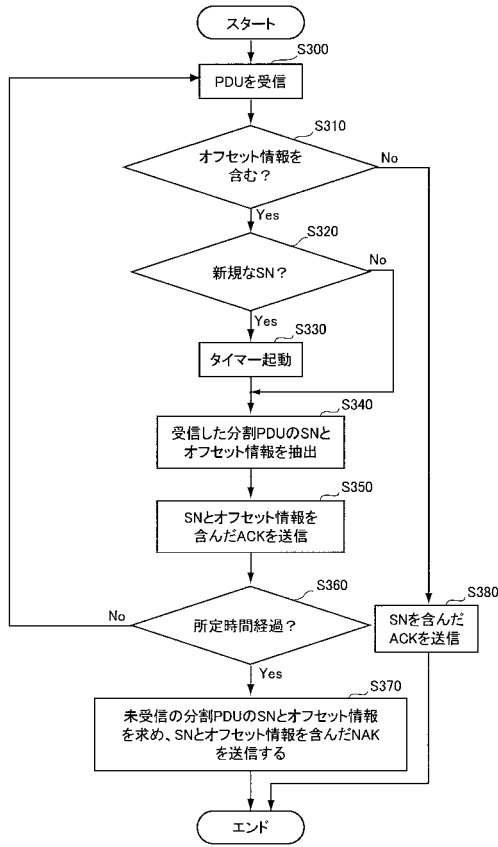 スタート
S300
PDUを受信
S310
オフセット情報を
含む？
No
Yes
S320
新規なSN？
No
Yes
S330
タイマー起動
S340
受信した分割PDUのSNと
オフセット情報を抽出
S350
SNとオフセット情報を
含んだACKを送信
S360
所定時間経過？
No
Yes
S380
SNを含んだ
ACKを送信
S370
未受信の分割PDUのSNとオフセット情報
を求め、SNとオフセット情報を含んだNAK
を送信する
エンド